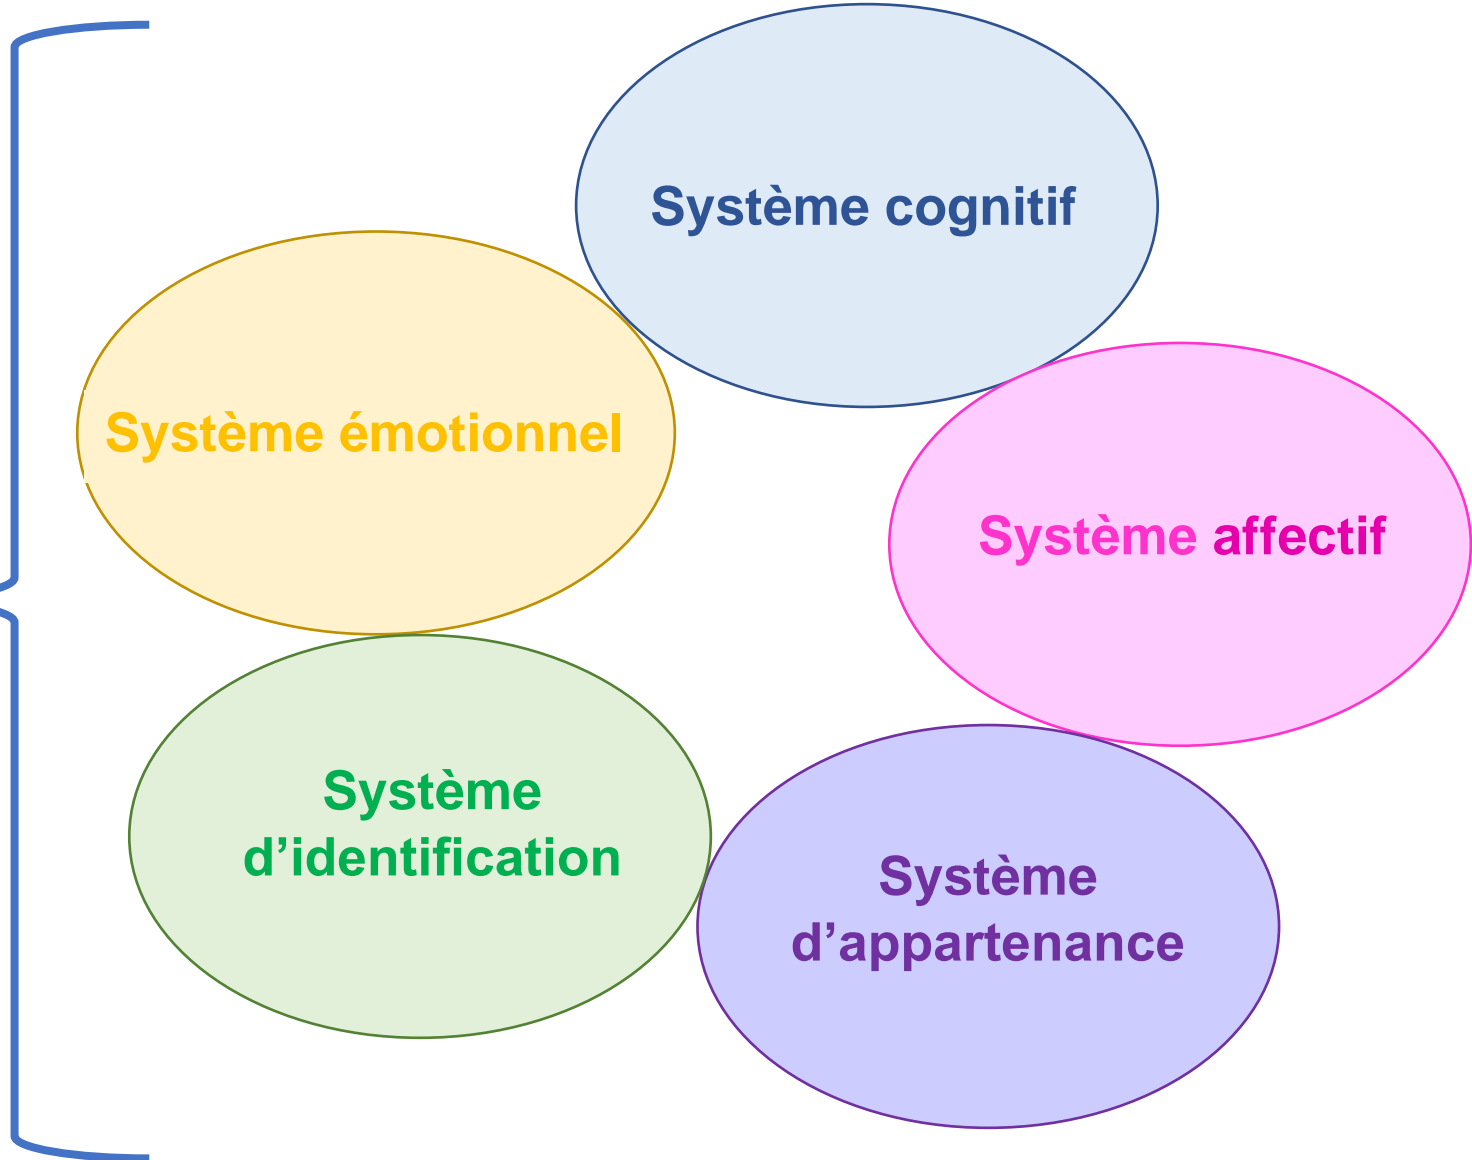 Système cognitif
Système émotionnel
Système affectif
Système
d’identification
Système
d’appartenance